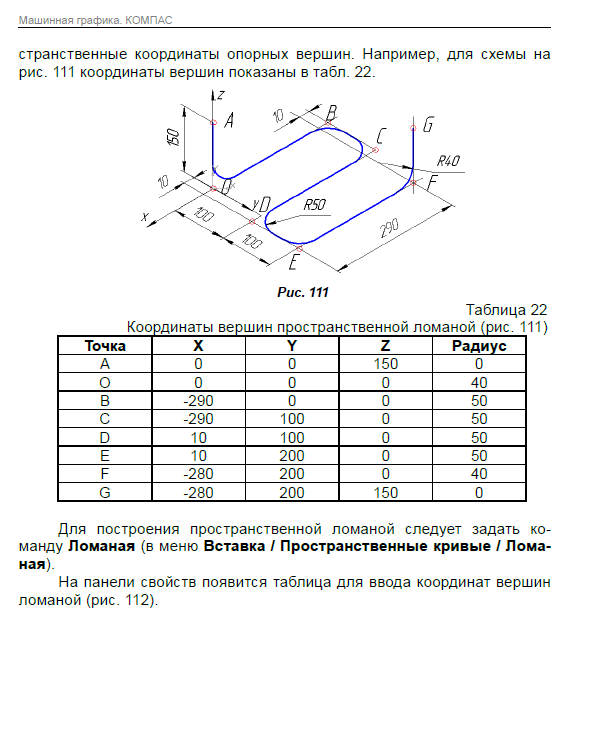 Машинная графика. КОМПАС
странственные координаты опорных вершин. Например, для схемы на
рис. 111 координаты вершин показаны в табл. 22.
z
A
150
10
B
C
G
R40
F
10
O
x
y
D
R50
100
100
E
290
Рис. 111
Таблица 22
Координаты вершин пространственной ломаной (рис. 111)
Точка X Y Z Радиус
A 0 0 150 0
O 0 0 0 40
B -290 0 0 50
C -290 100 0 50
D 10 100 0 50
E 10 200 0 50
F -280 200 0 40
G -280 200 150 0
Для построения пространственной ломаной следует задать ко-
манду Ломаная (в меню Вставка / Пространственные кривые / Лома-
ная).
На панели свойств появится таблица для ввода координат вершин
ломаной (рис. 112).